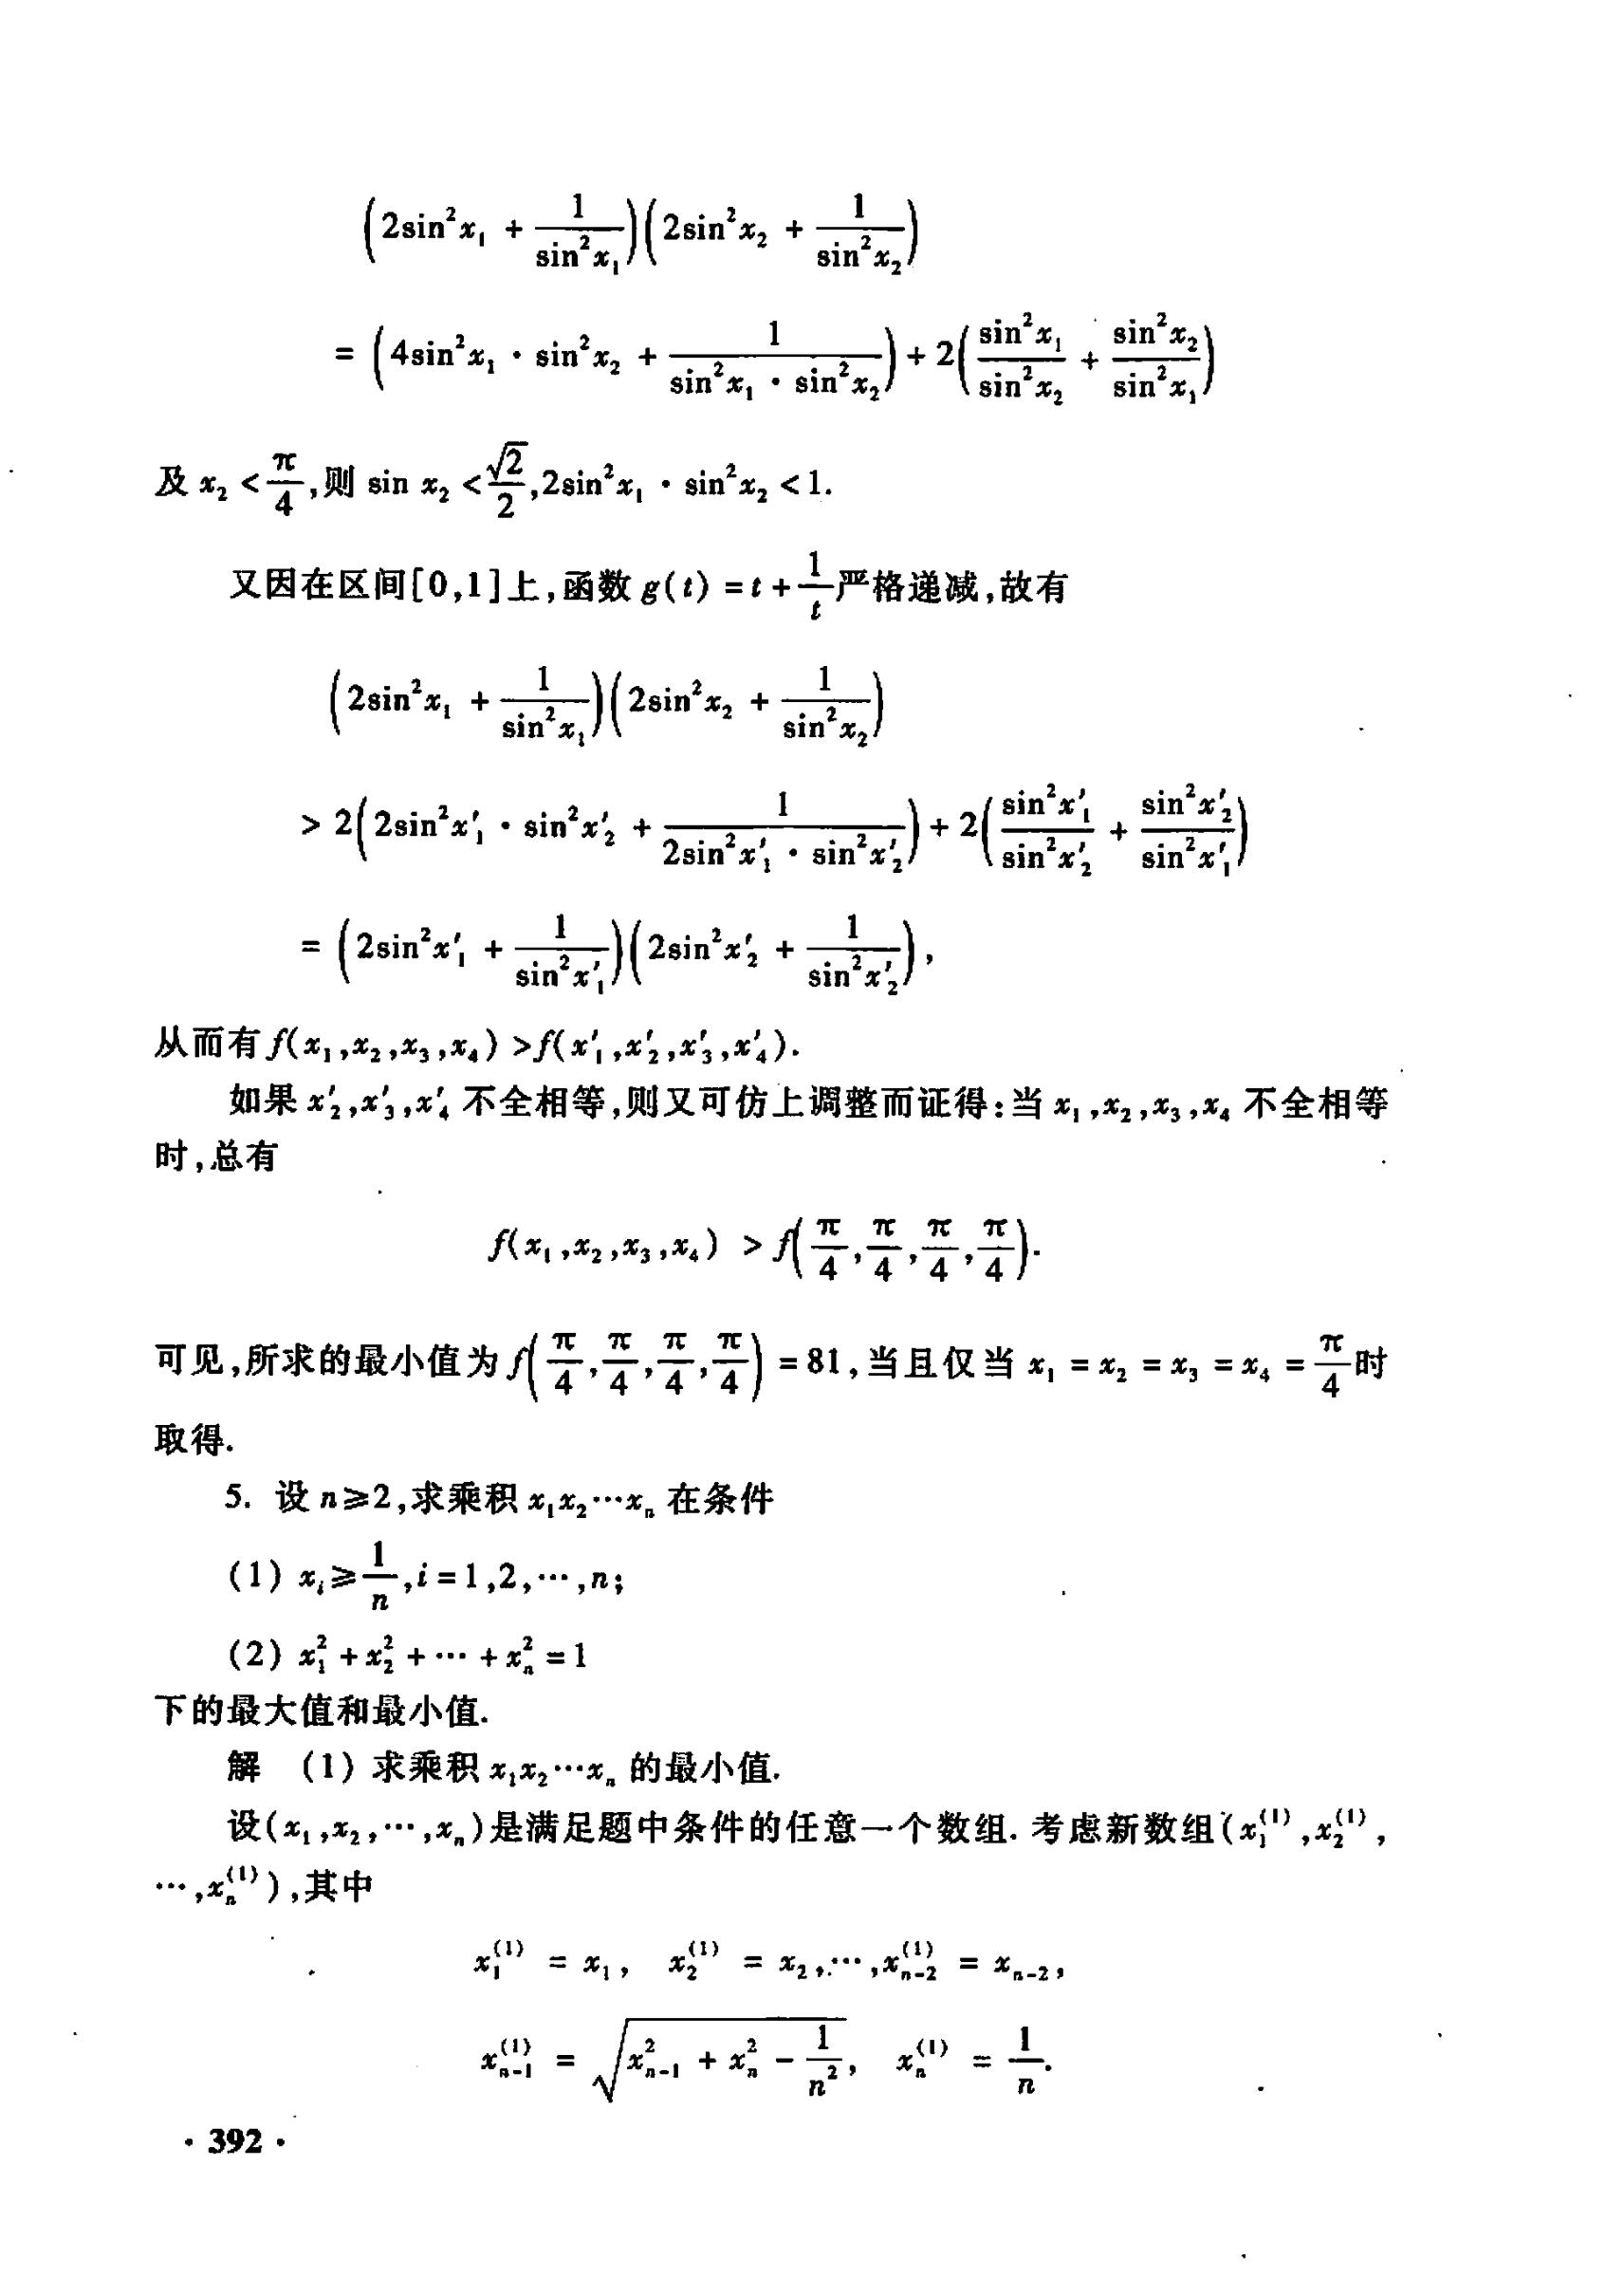 $\left(2\sin^2 x_1 + \frac{1}{\sin^2 x_1}\right)\left(2\sin^2 x_2 + \frac{1}{\sin^2 x_2}\right)$
$= \left(4\sin^2 x_1 \cdot \sin^2 x_2 + \frac{1}{\sin^2 x_1 \cdot \sin^2 x_2}\right) + 2\left(\frac{\sin^2 x_1}{\sin^2 x_2} + \frac{\sin^2 x_2}{\sin^2 x_1}\right)$
及 $x_2 < \frac{\pi}{4}$,则 $\sin x_2 < \frac{\sqrt{2}}{2}, 2\sin^2 x_1 \cdot \sin^2 x_2 < 1$.
又因在区间[0,1]上,函数 $g(t) = t + \frac{1}{t}$严格递减,故有
$\left(2\sin^2 x_1 + \frac{1}{\sin^2 x_1}\right)\left(2\sin^2 x_2 + \frac{1}{\sin^2 x_2}\right)$
$> 2\left(2\sin^2 x_1' \cdot \sin^2 x_2' + \frac{1}{2\sin^2 x_1' \cdot \sin^2 x_2'}\right) + 2\left(\frac{\sin^2 x_1'}{\sin^2 x_2'} + \frac{\sin^2 x_2'}{\sin^2 x_1'}\right)$
$= \left(2\sin^2 x_1' + \frac{1}{\sin^2 x_1'}\right)\left(2\sin^2 x_2' + \frac{1}{\sin^2 x_2'}\right)$,
从而有 $f(x_1,x_2,x_3,x_4) > f(x_1',x_2',x_3',x_4')$.
如果 $x_2',x_3',x_4'$ 不全相等,则又可仿上调整而证得:当 $x_1,x_2,x_3,x_4$ 不全相等
时,总有
$f(x_1,x_2,x_3,x_4) > f\left(\frac{\pi}{4},\frac{\pi}{4},\frac{\pi}{4},\frac{\pi}{4}\right)$.
可见,所求的最小值为 $f\left(\frac{\pi}{4},\frac{\pi}{4},\frac{\pi}{4},\frac{\pi}{4}\right) = 81$,当且仅当 $x_1 = x_2 = x_3 = x_4 = \frac{\pi}{4}$时
取得.
5. 设 $n \geqslant 2$,求乘积 $x_1x_2\cdots x_n$ 在条件
(1) $x_i \geqslant \frac{1}{n}, i = 1,2,\cdots,n$;
(2) $x_1^2 + x_2^2 + \cdots + x_n^2 = 1$
下的最大值和最小值.
解 (1) 求乘积 $x_1x_2\cdots x_n$ 的最小值.
设$(x_1,x_2,\cdots,x_n)$是满足题中条件的任意一个数组. 考虑新数组$(x_1^{(1)},x_2^{(1)}$,
$\cdots,x_n^{(1)})$,其中
$x_1^{(1)} = x_1, \quad x_2^{(1)} = x_2, \cdots, x_{n-2}^{(1)} = x_{n-2}$,
$x_{n-1}^{(1)} = \sqrt{x_{n-1}^2 + x_n^2 - \frac{1}{n^2}}, \quad x_n^{(1)} = \frac{1}{n}$.
· 392 ·